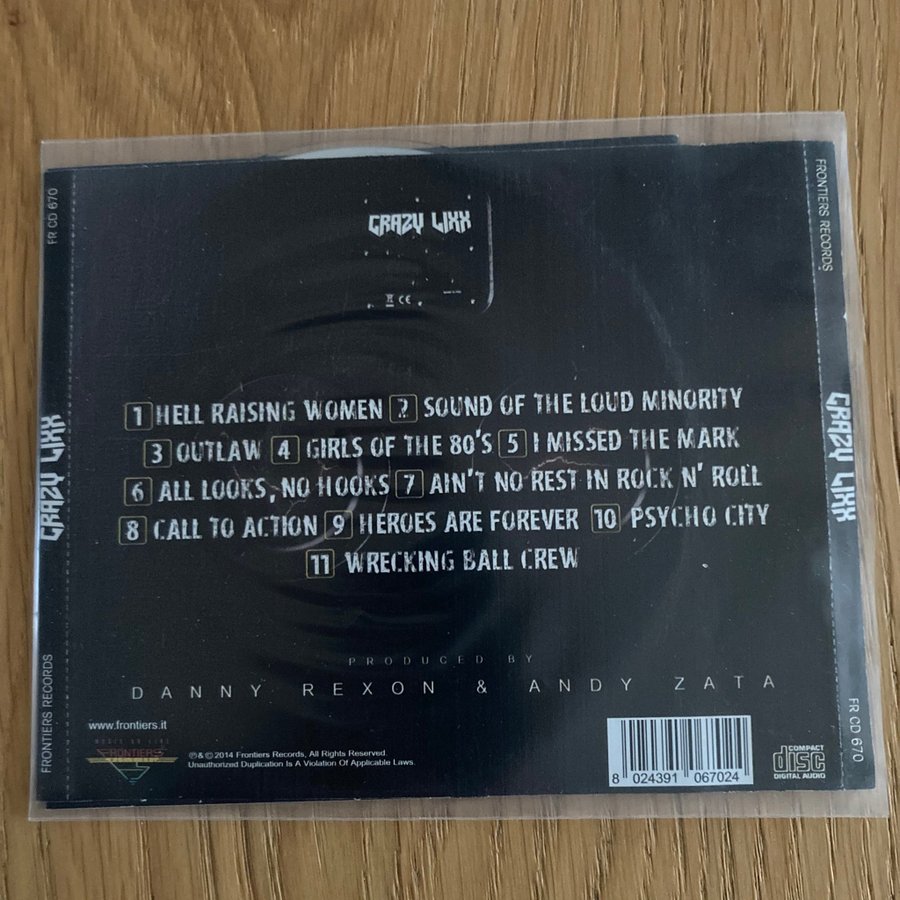 CRAZY LIXX
CE
1 HELL RAISING WOMEN 2 SOUND OF THE LOUD MINORITY
3 OUTLAW 4 GIRLS OF THE 80'S 5 I MISSED THE MARK
6 ALL LOOKS, NO HOOKS 7 AIN'T NO REST IN ROCK N' ROLL
8 CALL TO ACTION 9 HEROES ARE FOREVER 10 PSYCHO CITY
11 WRECKING BALL CREW
PRODUCED BY
DANNY REXON & ANDY ZATA
www.frontiers.it
FRONTIERS
℗ & © 2014 Frontiers Records, All Rights Reserved.
Unauthorized Duplication Is A Violation Of Applicable Laws.
8 024391 067024
COMPACT
disc
DIGITAL AUDIO
FR CD 670
CRAZY LIXX
FRONTIERS RECORDS
FRONTIERS RECORDS
CRAZY LIXX
FR CD 670